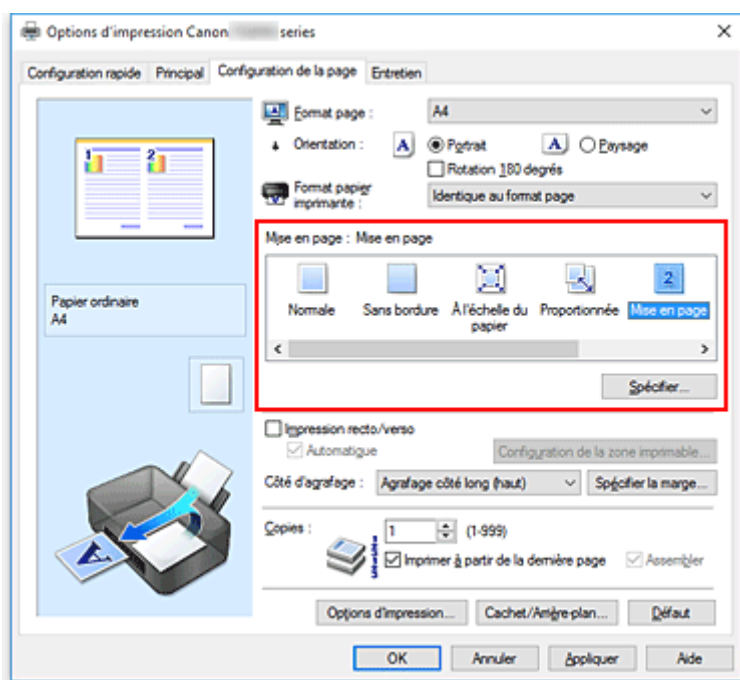 Options d'impression Canon series
Configuration rapide Principal Configuration de la page Entretien
Format page : A4
Orientation : A Portrait A Paysage
Rotation 180 degrés
Format papier imprimante : Identique au format page
Mise en page : Mise en page
2
Normale Sans bordure À l'échelle du papier Proportionnée Mise en page
Spécifier...
1 2
Papier ordinaire
A4
A
Impression recto/verso
Automatique Configuration de la zone imprimable...
Côté d'agrafage : Agrafage côté long (haut) Spécifier la marge...
Copies : 1 (1-999)
Imprimer à partir de la dernière page Assembler
Options d'impression... Cachet/Arrière-plan... Défaut
OK Annuler Appliquer Aide